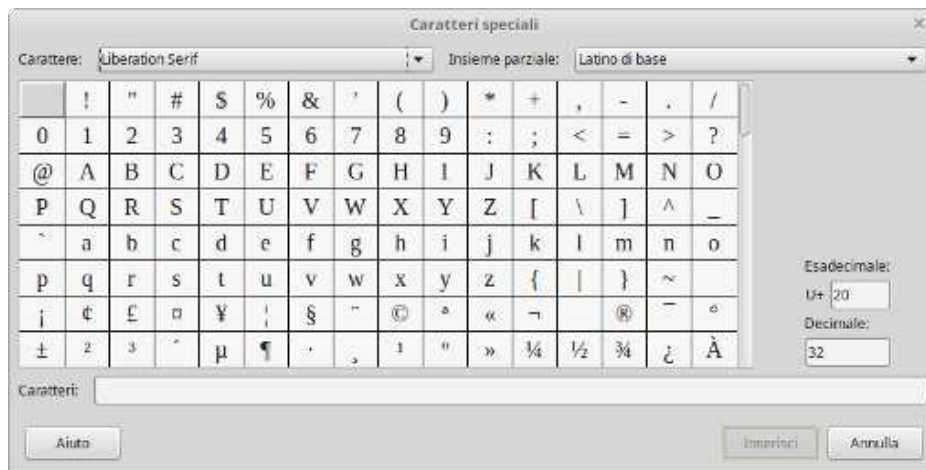 Caratteri speciali
Carattere: Liberation Serif Insieme parziale: Latino di base
! " # $ % & ' ( ) * + , - . /
0 1 2 3 4 5 6 7 8 9 : ; < = > ?
@ A B C D E F G H I J K L M N O
P Q R S T U V W X Y Z [ \ ] ^ _
` a b c d e f g h i j k l m n o
p q r s t u v w x y z { | } ~
¡ ¢ £ ¤ ¥ ¦ § ¨ © ª « ¬ ® ¯ °
± ² ³ ´ µ ¶ · ¸ ¹ º » ¼ ½ ¾ ¿ À
Esadecimale:
U+ 20
Decimale:
32
Caratteri:
Aiuto Inserisci Annulla